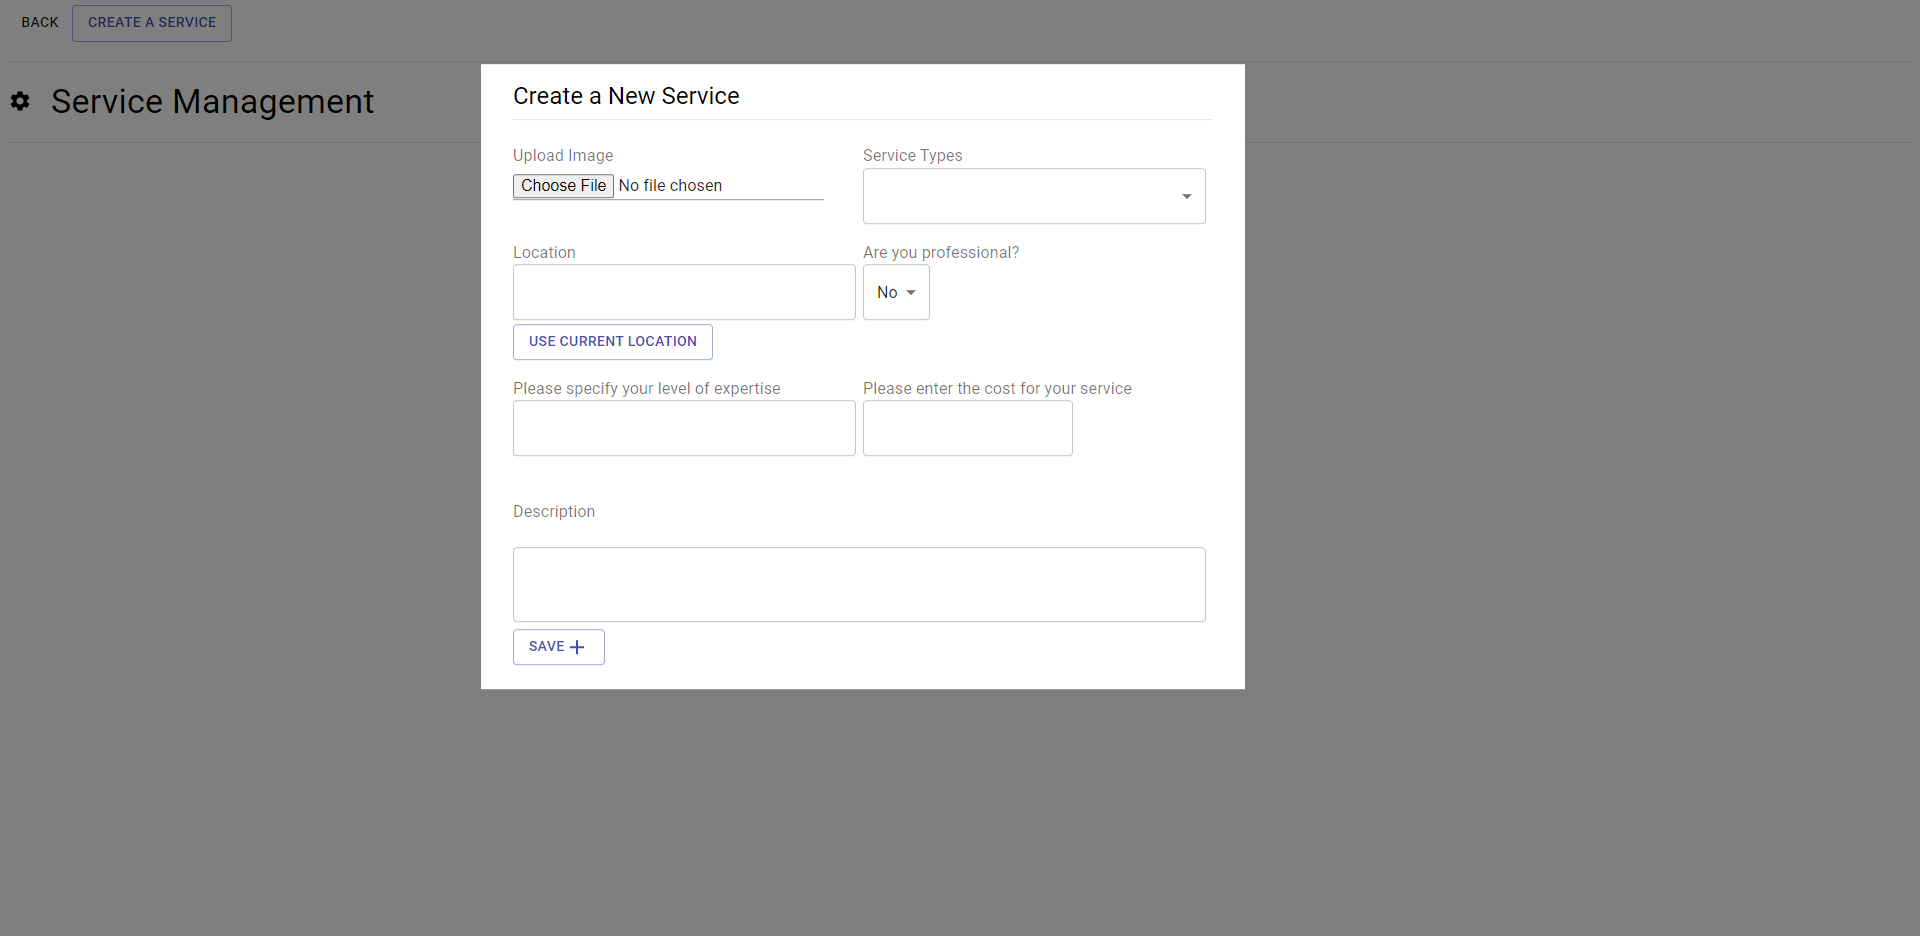 BACK
CREATE A SERVICE
Service Management
Create a New Service
Upload Image
Service Types
Choose File No file chosen
Location
Are you professional?
No
USE CURRENT LOCATION
Please specify your level of expertise
Please enter the cost for your service
Description
SAVE